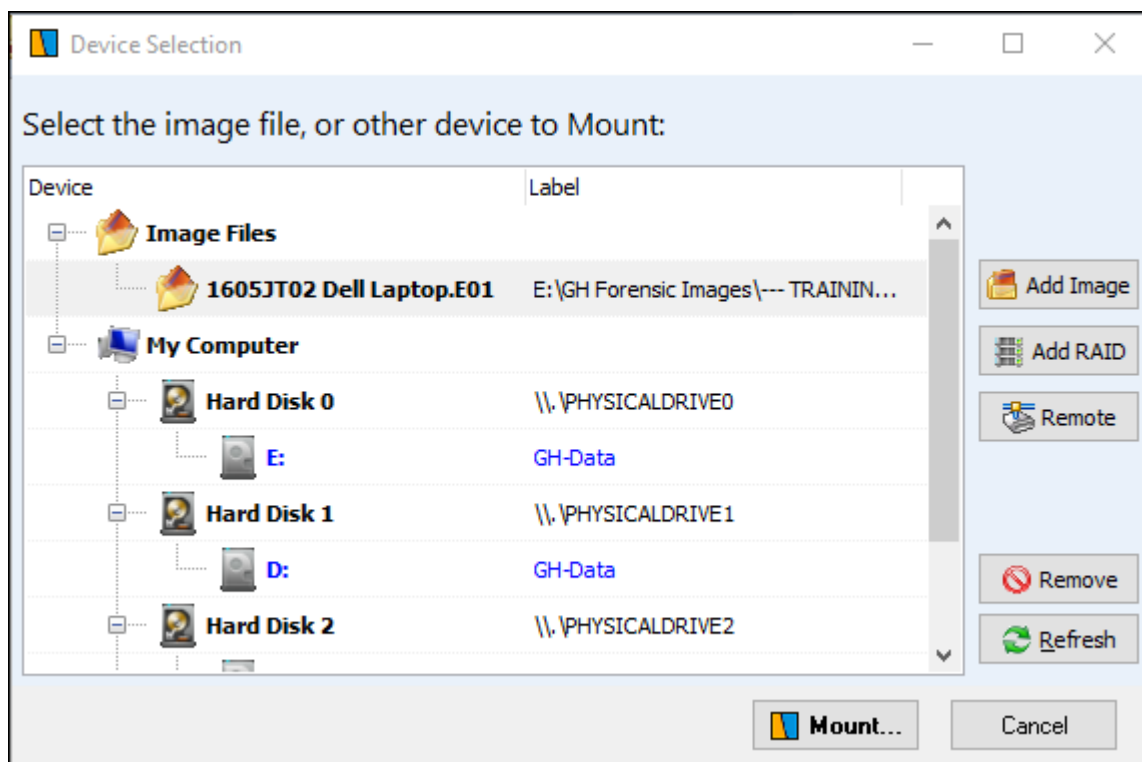 Device Selection
Select the image file, or other device to Mount:
Device Label
Image Files
1605JT02 Dell Laptop.E01 E:\GH Forensic Images\--- TRAININ...
Add Image
My Computer
Add RAID
Hard Disk 0 \\.\PHYSICALDRIVE0
Remote
E: GH-Data
Hard Disk 1 \\.\PHYSICALDRIVE1
D: GH-Data
Remove
Hard Disk 2 \\.\PHYSICALDRIVE2
Refresh
Mount... Cancel